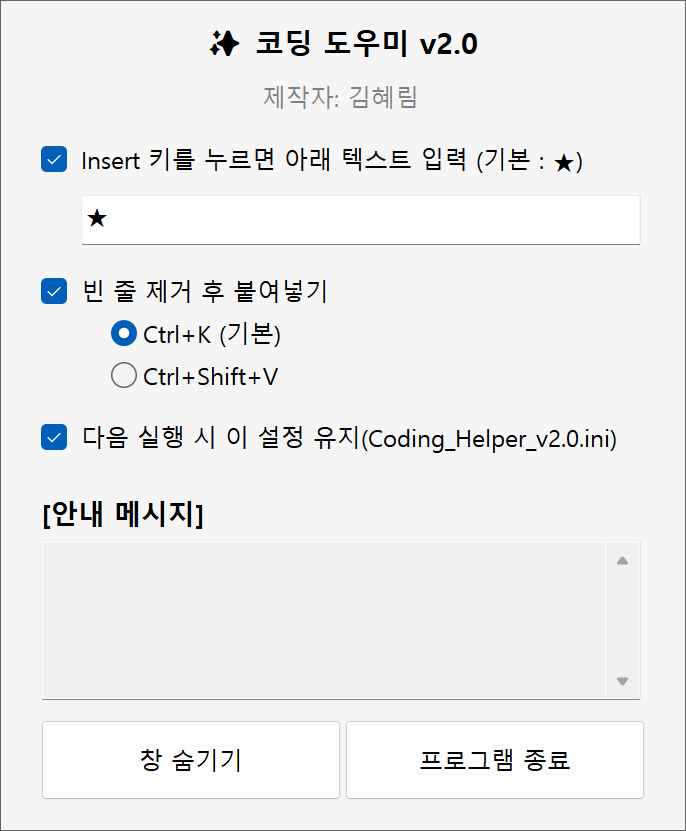 ✨ 코딩 도우미 v2.0
제작자: 김혜림
Insert 키를 누르면 아래 텍스트 입력 (기본 : ★)
★
빈 줄 제거 후 붙여넣기
Ctrl+K (기본)
Ctrl+Shift+V
다음 실행 시 이 설정 유지(Coding_Helper_v2.0.ini)
[안내 메시지]
창 숨기기
프로그램 종료